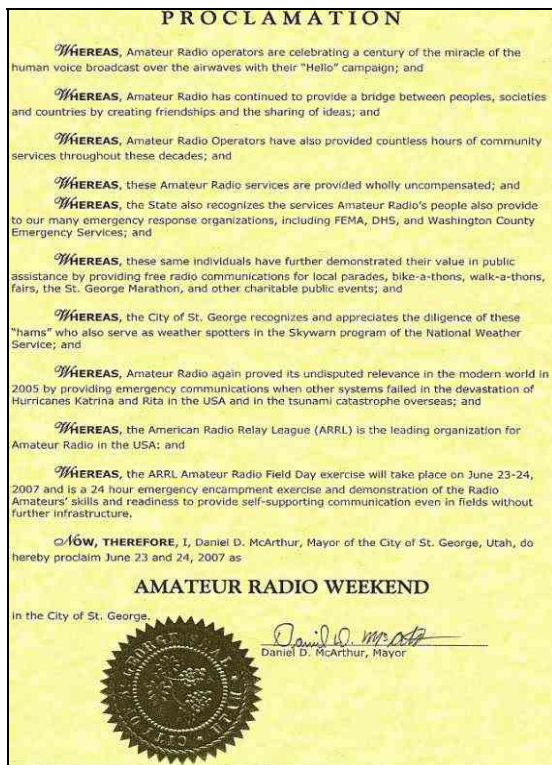 PROCLAMATION
WHEREAS, Amateur Radio operators are celebrating a century of the miracle of the
human voice broadcast over the airwaves with their "Hello" campaign; and
WHEREAS, Amateur Radio has continued to provide a bridge between peoples, societies
and countries by creating friendships and the sharing of ideas; and
WHEREAS, Amateur Radio Operators have also provided countless hours of community
services throughout these decades; and
WHEREAS, these Amateur Radio services are provided wholly uncompensated; and
WHEREAS, the State also recognizes the services Amateur Radio's people also provide
to our many emergency response organizations, including FEMA, DHS, and Washington County
Emergency Services; and
WHEREAS, these same individuals have further demonstrated their value in public
assistance by providing free radio communications for local parades, bike-a-thons, walk-a-thons,
fairs, the St. George Marathon, and other charitable public events; and
WHEREAS, the City of St. George recognizes and appreciates the diligence of these
"hams" who also serve as weather spotters in the Skywarn program of the National Weather
Service; and
WHEREAS, Amateur Radio again proved its undisputed relevance in the modern world in
2005 by providing emergency communications when other systems failed in the devastation of
Hurricanes Katrina and Rita in the USA and in the tsunami catastrophe overseas; and
WHEREAS, the American Radio Relay League (ARRL) is the leading organization for
Amateur Radio in the USA; and
WHEREAS, the ARRL Amateur Radio Field Day exercise will take place on June 23-24,
2007 and is a 24 hour emergency encampment exercise and demonstration of the Radio
Amateurs' skills and readiness to provide self-supporting communication even in fields without
further infrastructure.
NOW, THEREFORE, I, Daniel D. McArthur, Mayor of the City of St. George, Utah, do
hereby proclaim June 23 and 24, 2007 as
AMATEUR RADIO WEEKEND
in the City of St. George.
Daniel D. McArthur, Mayor